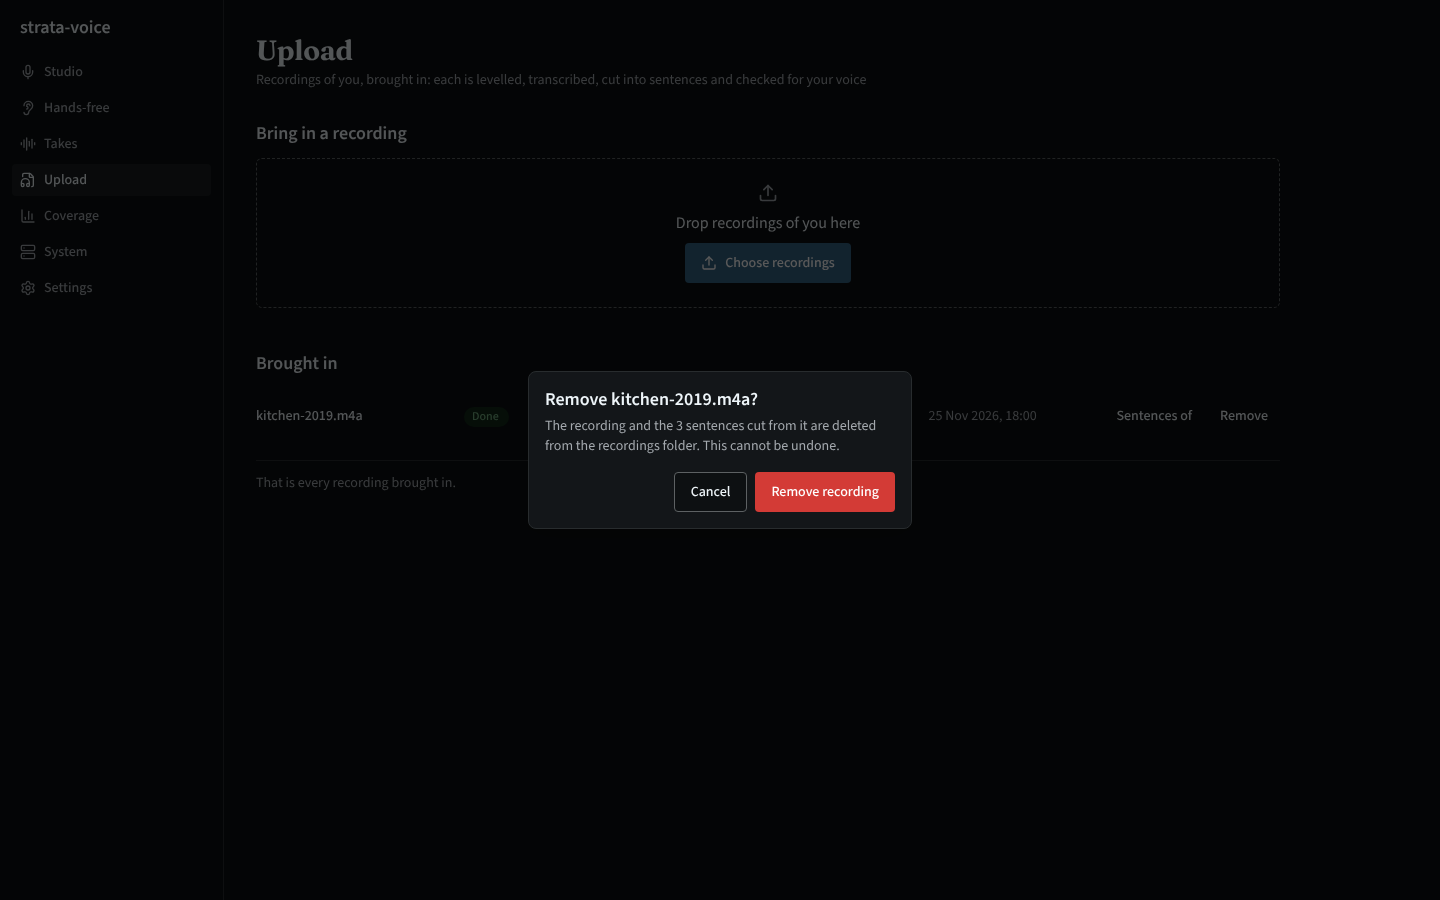 strata-voice
Studio
Hands-free
Takes
Upload
Coverage
System
Settings
Upload
Recordings of you, brought in: each is levelled, transcribed, cut into sentences and checked for your voice
Bring in a recording
Drop recordings of you here
Choose recordings
Brought in
kitchen-2019.m4a
Done
25 Nov 2026, 18:00
Sentences of
Remove
That is every recording brought in.
Remove kitchen-2019.m4a?
The recording and the 3 sentences cut from it are deleted
from the recordings folder. This cannot be undone.
Cancel
Remove recording